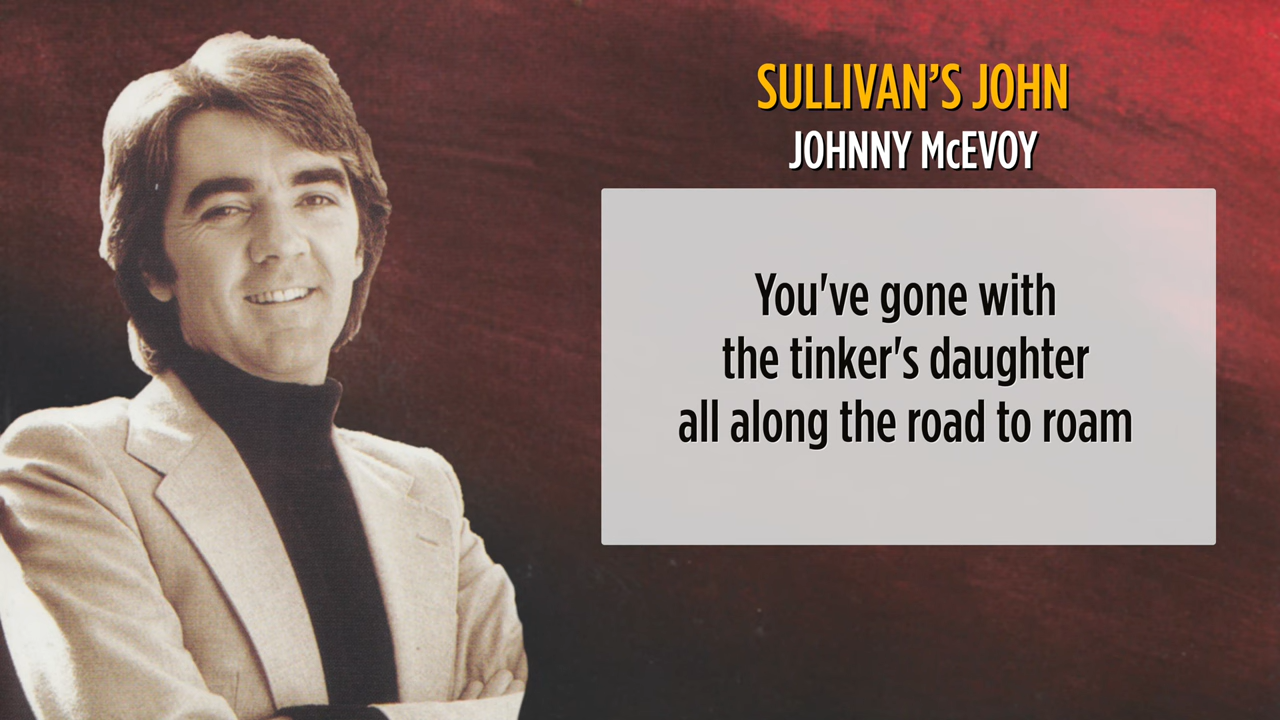 SULLIVAN’S JOHN
JOHNNY McEVOY
You've gone with
the tinker's daughter
all along the road to roam